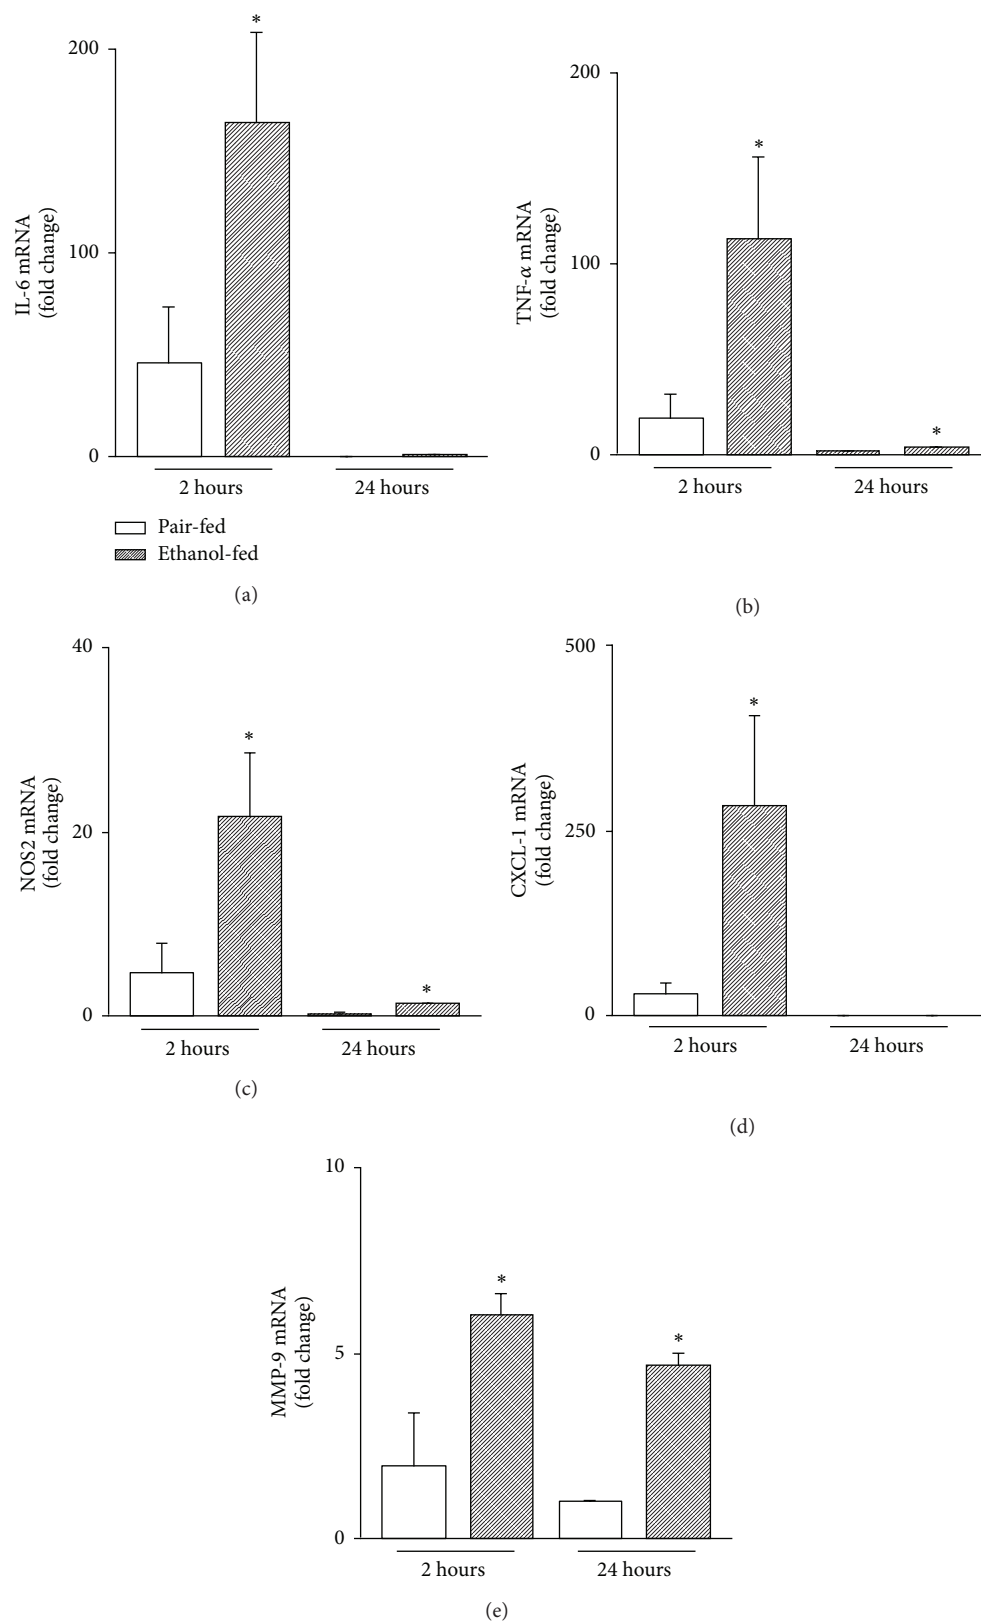 *
200
100
0
IL-6 mRNA
(fold change)
2 hours
24 hours
Pair-fed
Ethanol-fed
(a)
200
100
0
TNF-α mRNA
(fold change)
*
*
2 hours
24 hours
(b)
40
20
0
NOS2 mRNA
(fold change)
*
*
2 hours
24 hours
(c)
500
250
0
CXCL-1 mRNA
(fold change)
*
2 hours
24 hours
(d)
10
5
0
MMP-9 mRNA
(fold change)
*
*
2 hours
24 hours
(e)